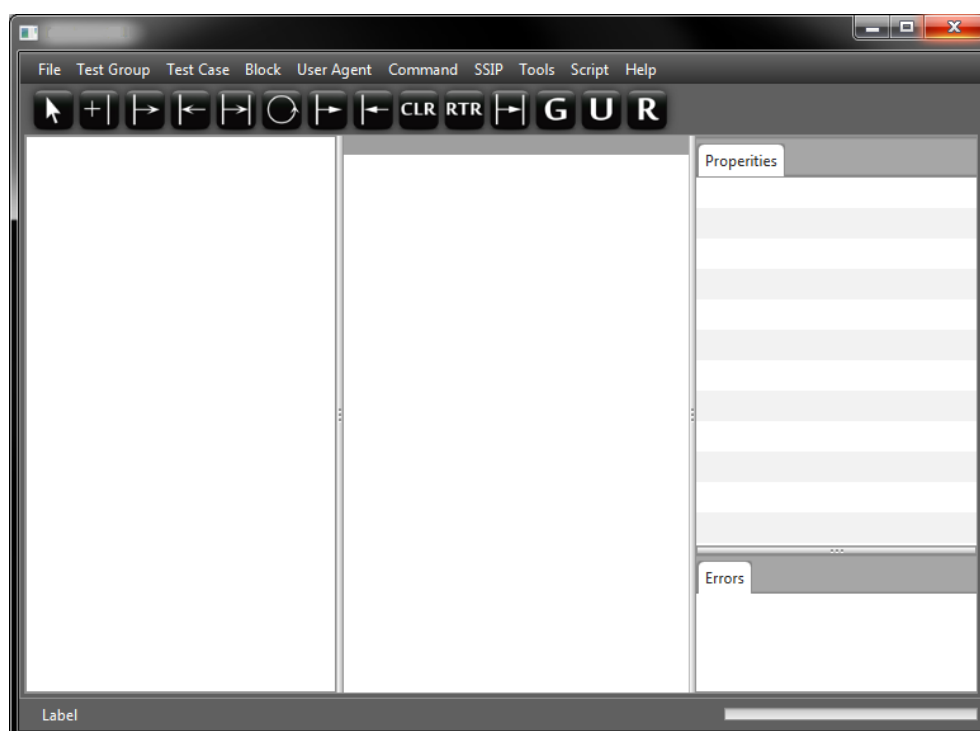 File Test Group Test Case Block User Agent Command SSIP Tools Script Help
CLR RTR G U R
Properities
Errors
Label